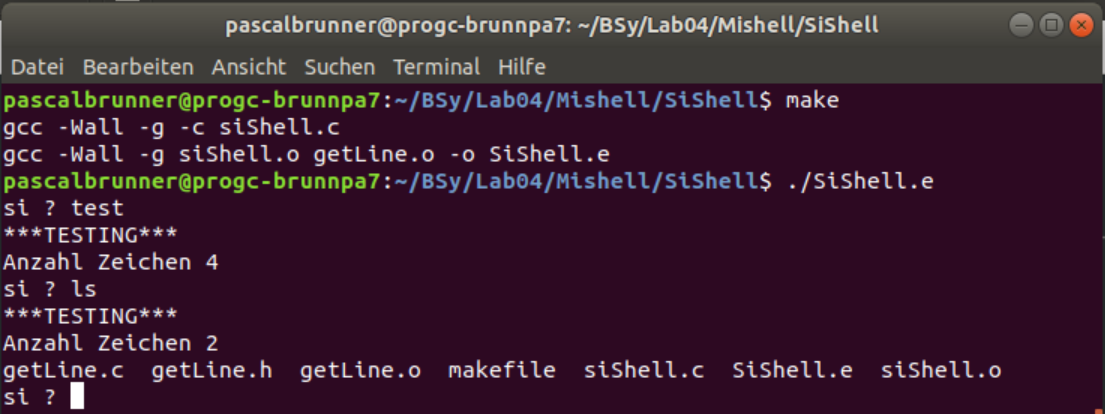 pascalbrunner@progc-brunnpa7: ~/BSy/Lab04/Mishell/SiShell
Datei Bearbeiten Ansicht Suchen Terminal Hilfe
pascalbrunner@progc-brunnpa7:~/BSy/Lab04/Mishell/SiShell$ make
gcc -Wall -g -c siShell.c
gcc -Wall -g siShell.o getLine.o -o SiShell.e
pascalbrunner@progc-brunnpa7:~/BSy/Lab04/Mishell/SiShell$ ./SiShell.e
si ? test
***TESTING***
Anzahl Zeichen 4
si ? ls
***TESTING***
Anzahl Zeichen 2
getLine.c  getLine.h  getLine.o  makefile  siShell.c  SiShell.e  siShell.o
si ?